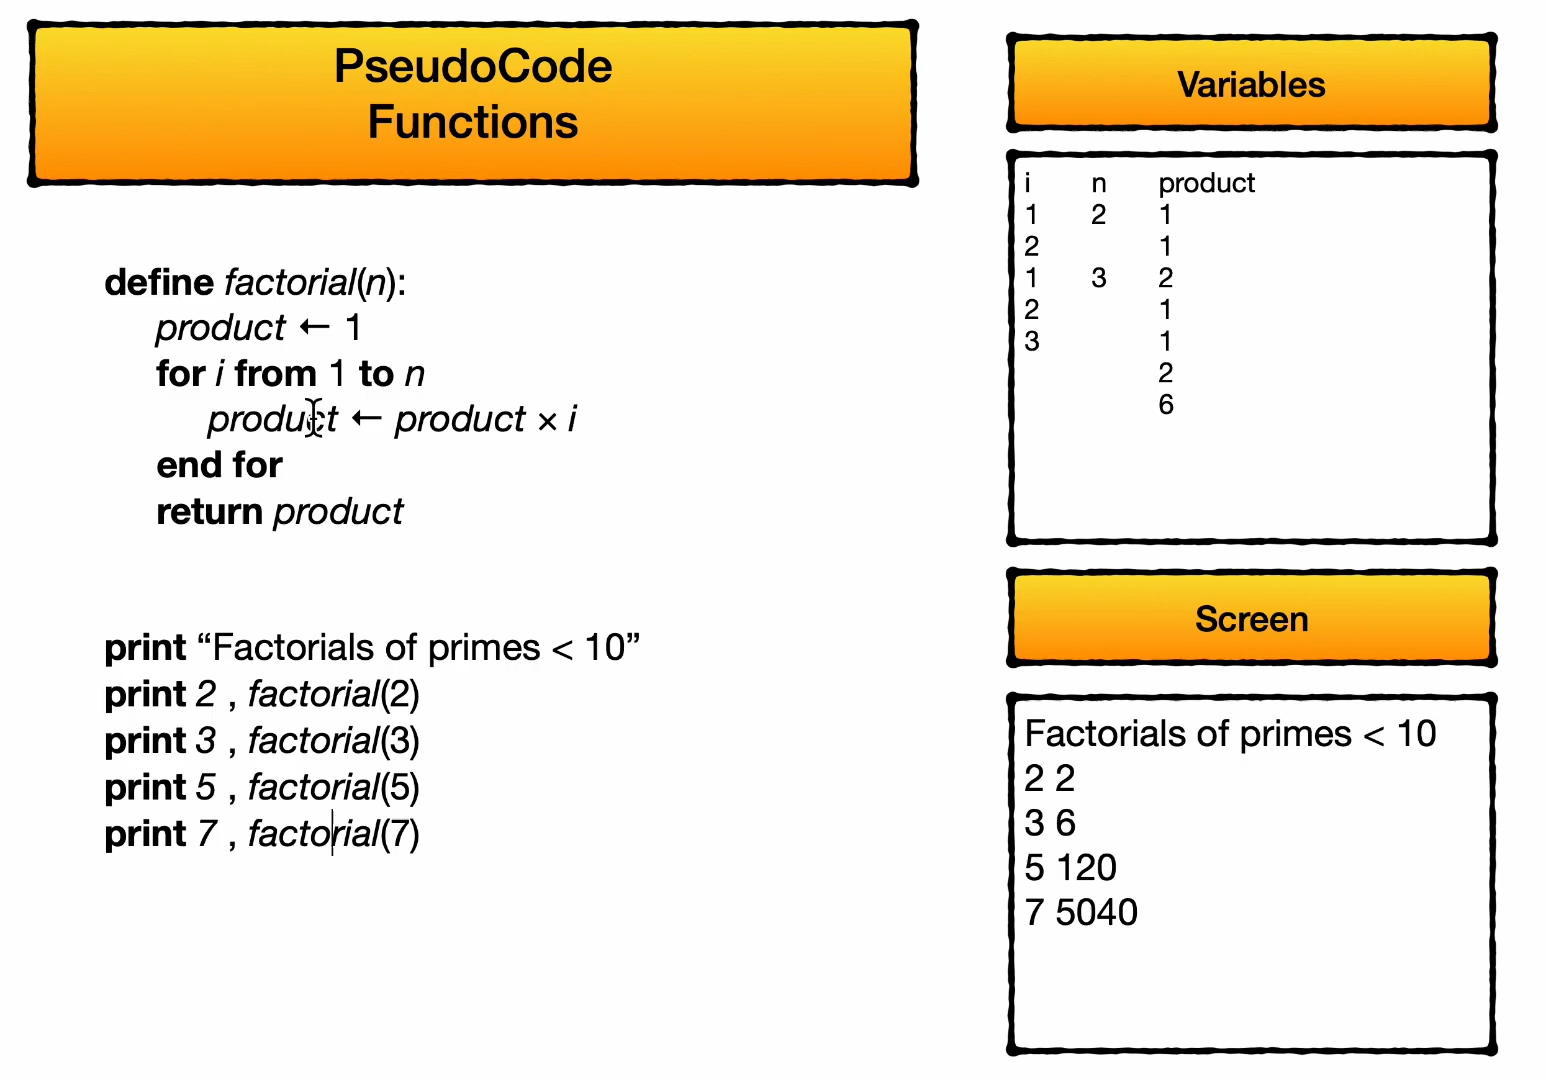 PseudoCode
Functions
define factorial(n):
product ← 1
for i from 1 to n
product ← product × i
end for
return product
print “Factorials of primes < 10”
print 2 , factorial(2)
print 3 , factorial(3)
print 5 , factorial(5)
print 7 , factorial(7)
Variables
i n product
1 2 1
2 1
1 3 2
2 1
3 1
2
6
Screen
Factorials of primes < 10
2 2
3 6
5 120
7 5040